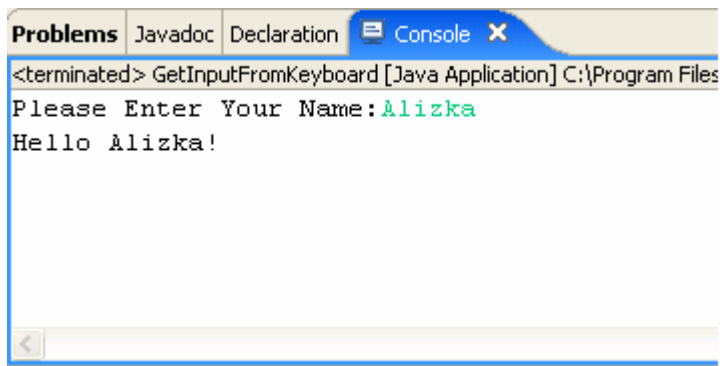 Problems Javadoc Declaration Console
<terminated> GetInputFromKeyboard [Java Application] C:\Program Files
Please Enter Your Name:Alizka
Hello Alizka!